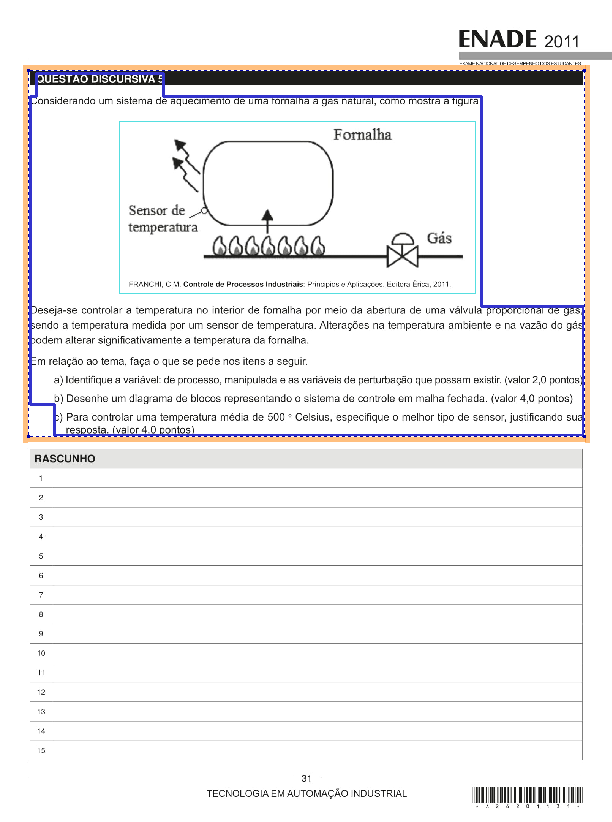 ENADE 2011
EXAME NACIONAL DE DESEMPENHO DOS ESTUDANTES
QUESTÃO DISCURSIVA 5
Considerando um sistema de aquecimento de uma fornalha a gás natural, como mostra a figura
Fornalha
Sensor de
temperatura
Gás
FRANCHI, C.M. Controle de Processos Industriais: Princípios e Aplicações. Editora Érica, 2011.
Deseja-se controlar a temperatura no interior de fornalha por meio da abertura de uma válvula proporcional de gás,
sendo a temperatura medida por um sensor de temperatura. Alterações na temperatura ambiente e na vazão do gás
podem alterar significativamente a temperatura da fornalha.
Em relação ao tema, faça o que se pede nos itens a seguir.
a) Identifique a variável: de processo, manipulada e as variáveis de perturbação que possam existir. (valor 2,0 pontos)
b) Desenhe um diagrama de blocos representando o sistema de controle em malha fechada. (valor 4,0 pontos)
c) Para controlar uma temperatura média de 500 º Celsius, especifique o melhor tipo de sensor, justificando sua
resposta. (valor 4,0 pontos)
RASCUNHO
1
2
3
4
5
6
7
8
9
10
11
12
13
14
15
31
TECNOLOGIA EM AUTOMAÇÃO INDUSTRIAL